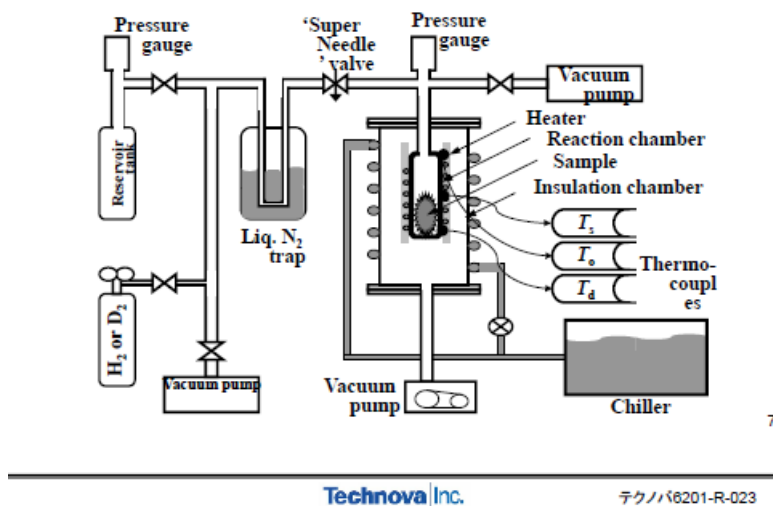 Pressure
gauge
‘Super
Needle
’ valve
Pressure
gauge
Vacuum
pump
Heater
Reaction chamber
Sample
Insulation chamber
Reservoir
tank
Liq. N2
trap
Ts
To
Td
Thermo-
coupl
es
H2 or D2
Vacuum pump
Vacuum
pump
Chiller
7
Technova Inc.
テクノバ6201-R-023